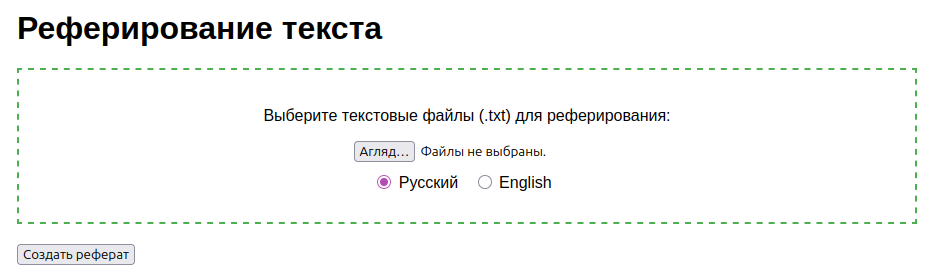 Реферирование текста
Выберите текстовые файлы (.txt) для реферирования:
Агляд... Файлы не выбраны.
Русский English
Создать реферат